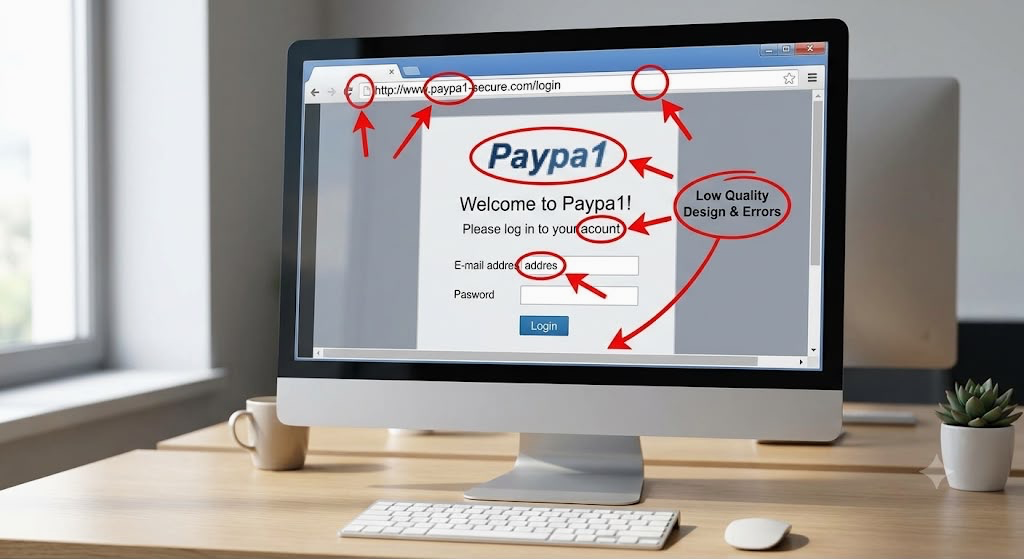 http://www.paypa1-secure.com/login
Paypa1
Welcome to Paypa1!
Please log in to your acount
E-mail addres addres
Pasword
Login
Low Quality
Design & Errors